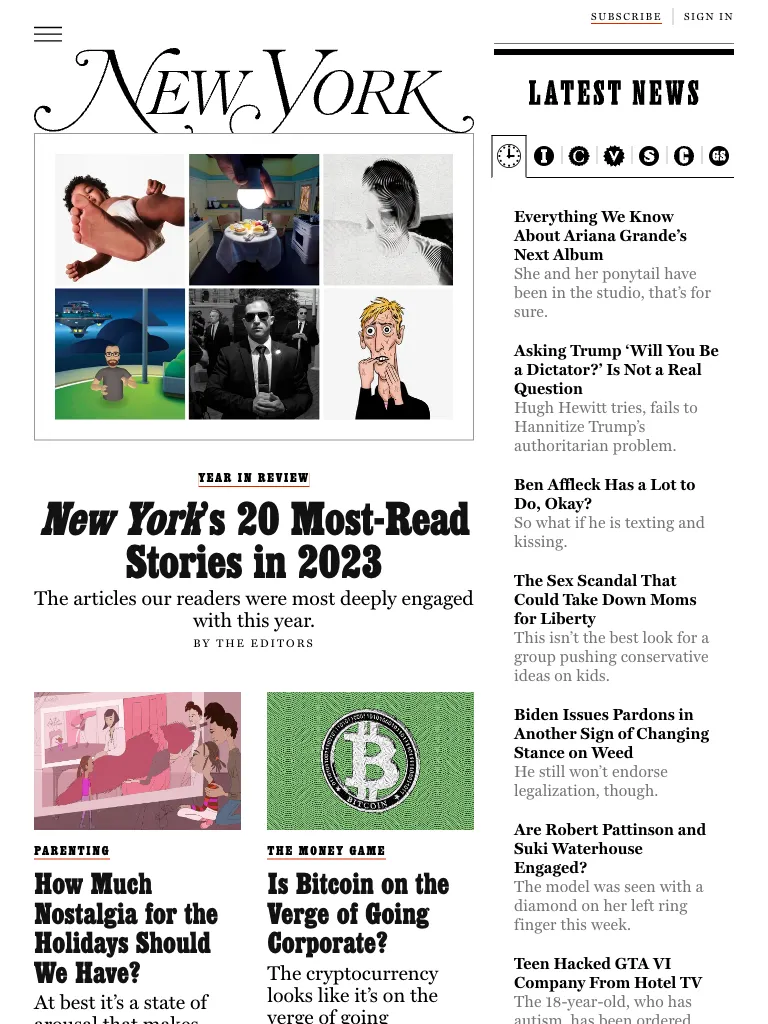 SUBSCRIBE
SIGN IN
NEW YORK
YEAR IN REVIEW
New York's 20 Most-Read
Stories in 2023
The articles our readers were most deeply engaged
with this year.
BY THE EDITORS
BITCOIN
PARENTING
How Much
Nostalgia for the
Holidays Should
We Have?
At best it’s a state of
arousal that makes
THE MONEY GAME
Is Bitcoin on the
Verge of Going
Corporate?
The cryptocurrency
looks like it’s on the
verge of going
LATEST NEWS
I
C
V
S
C
GS
Everything We Know
About Ariana Grande’s
Next Album
She and her ponytail have
been in the studio, that’s for
sure.
Asking Trump ‘Will You Be
a Dictator?’ Is Not a Real
Question
Hugh Hewitt tries, fails to
Hannitize Trump’s
authoritarian problem.
Ben Affleck Has a Lot to
Do, Okay?
So what if he is texting and
kissing.
The Sex Scandal That
Could Take Down Moms
for Liberty
This isn’t the best look for a
group pushing conservative
ideas on kids.
Biden Issues Pardons in
Another Sign of Changing
Stance on Weed
He still won’t endorse
legalization, though.
Are Robert Pattinson and
Suki Waterhouse
Engaged?
The model was seen with a
diamond on her left ring
finger this week.
Teen Hacked GTA VI
Company From Hotel TV
The 18-year-old, who has
autism, has been ordered